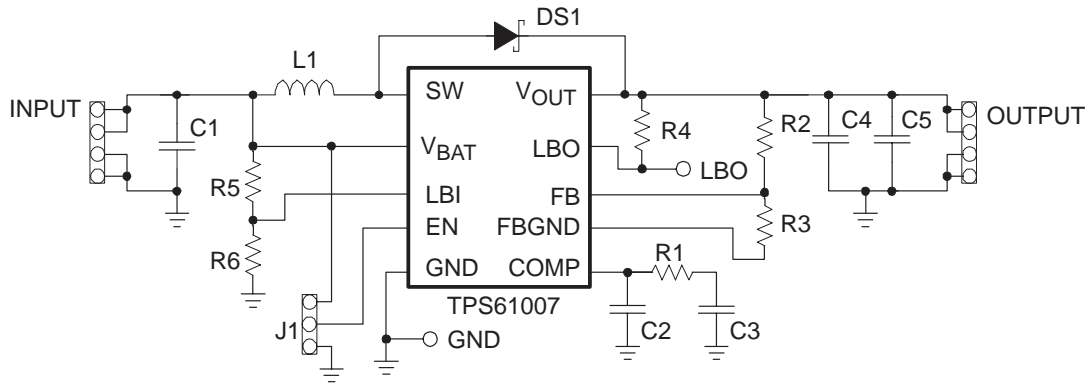 DS1
L1
INPUT
C1
SW
VOUT
R4
R2
C4
C5
OUTPUT
VBAT
LBO
LBO
R5
LBI
FB
R3
EN
FBGND
R6
R1
GND
COMP
TPS61007
J1
GND
C2
C3